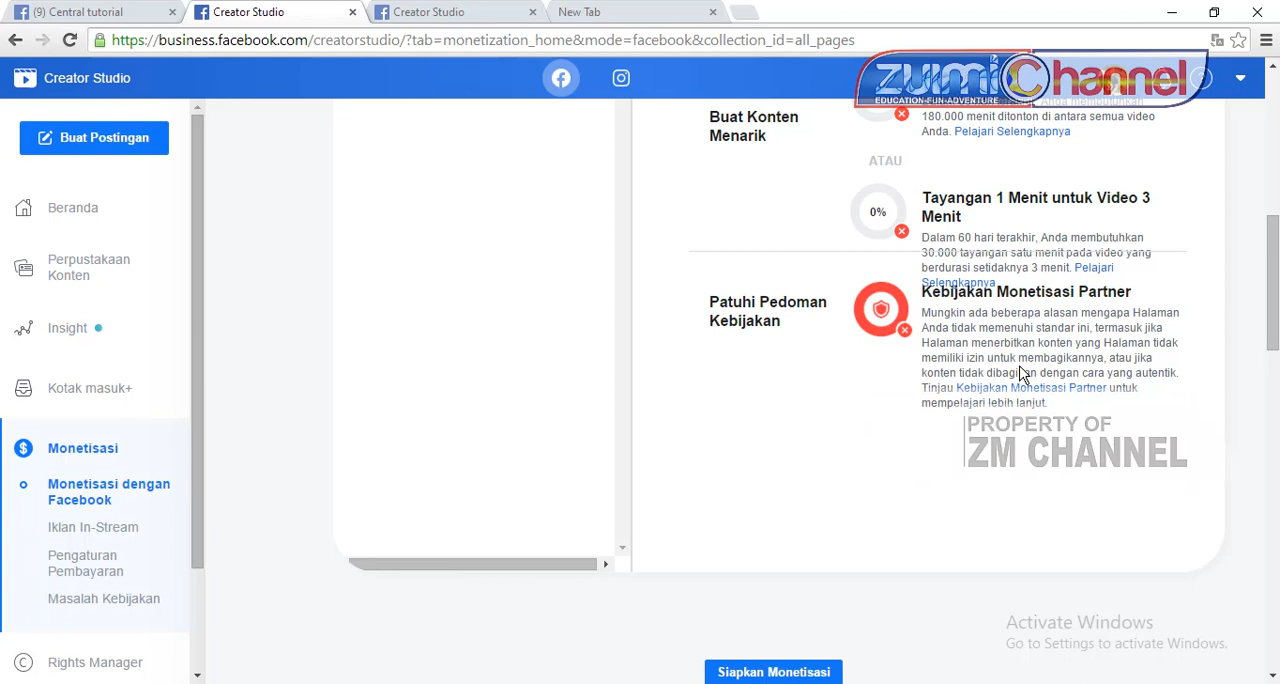 (9) Central tutorial
Creator Studio
Creator Studio
New Tab
https://business.facebook.com/creatorstudio/?tab=monetization_home&mode=facebook&collection_id=all_pages
Creator Studio
zuimi Channel
EDUCATION-FUN-ADVENTURE
Buat Postingan
Beranda
Perpustakaan
Konten
Insight
Kotak masuk+
Monetisasi
Monetisasi dengan
Facebook
Iklan In-Stream
Pengaturan
Pembayaran
Masalah Kebijakan
Rights Manager
Buat Konten
Menarik
180.000 menit ditonton di antara semua video
Anda. Pelajari Selengkapnya
ATAU
0%
Tayangan 1 Menit untuk Video 3
Menit
Dalam 60 hari terakhir, Anda membutuhkan
30.000 tayangan satu menit pada video yang
berdurasi setidaknya 3 menit. Pelajari
Selengkapnya
Patuhi Pedoman
Kebijakan
Kebijakan Monetisasi Partner
Mungkin ada beberapa alasan mengapa Halaman
Anda tidak memenuhi standar ini, termasuk jika
Halaman menerbitkan konten yang Halaman tidak
memiliki izin untuk membagikannya, atau jika
konten tidak dibagikan dengan cara yang autentik.
Tinjau Kebijakan Monetisasi Partner untuk
mempelajari lebih lanjut.
PROPERTY OF
ZM CHANNEL
Activate Windows
Go to Settings to activate Windows.
Siapkan Monetisasi